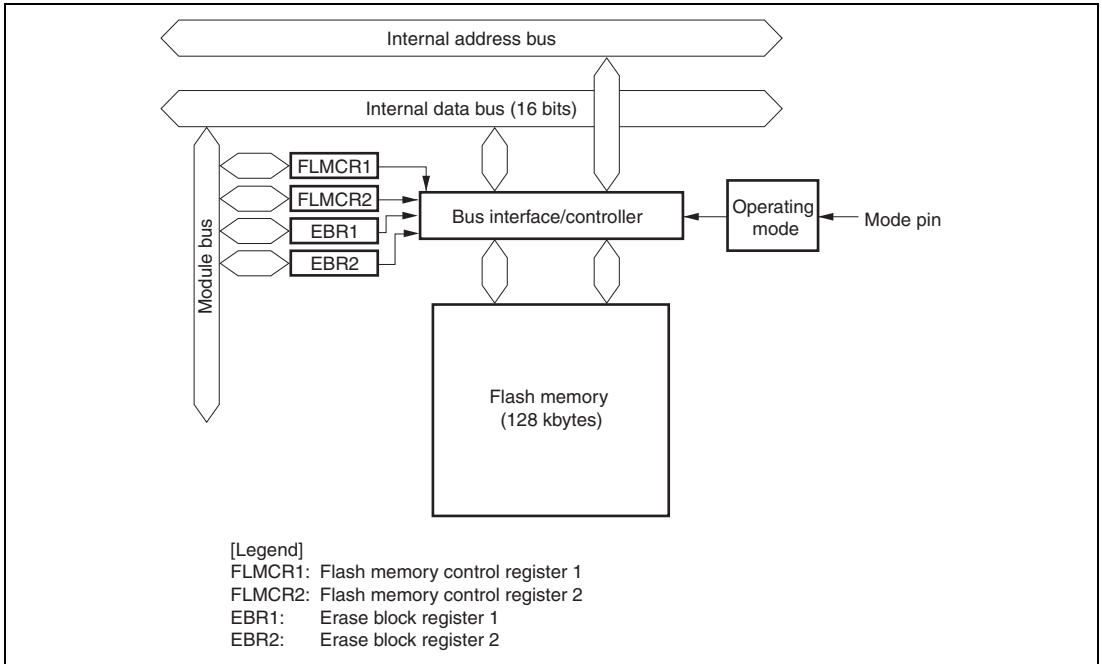 Internal address bus
Internal data bus (16 bits)
Module bus
FLMCR1
FLMCR2
EBR1
EBR2
Bus interface/controller
Operating
mode
Mode pin
Flash memory
(128 kbytes)
[Legend]
FLMCR1: Flash memory control register 1
FLMCR2: Flash memory control register 2
EBR1: Erase block register 1
EBR2: Erase block register 2